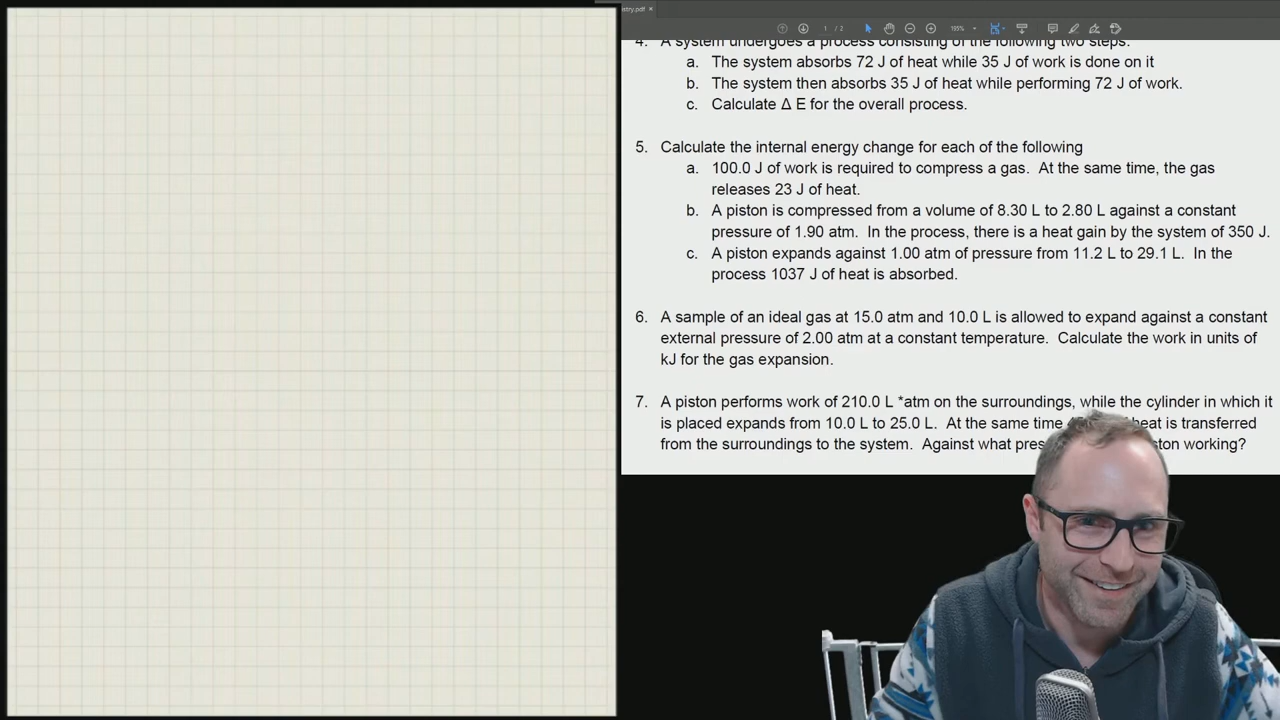 stry.pdf ×
1 / 2 195%
4. A system undergoes a process consisting of the following two steps:
a. The system absorbs 72 J of heat while 35 J of work is done on it
b. The system then absorbs 35 J of heat while performing 72 J of work.
c. Calculate Δ E for the overall process.
5. Calculate the internal energy change for each of the following
a. 100.0 J of work is required to compress a gas. At the same time, the gas
releases 23 J of heat.
b. A piston is compressed from a volume of 8.30 L to 2.80 L against a constant
pressure of 1.90 atm. In the process, there is a heat gain by the system of 350 J.
c. A piston expands against 1.00 atm of pressure from 11.2 L to 29.1 L. In the
process 1037 J of heat is absorbed.
6. A sample of an ideal gas at 15.0 atm and 10.0 L is allowed to expand against a constant
external pressure of 2.00 atm at a constant temperature. Calculate the work in units of
kJ for the gas expansion.
7. A piston performs work of 210.0 L *atm on the surroundings, while the cylinder in which it
is placed expands from 10.0 L to 25.0 L. At the same time heat is transferred
from the surroundings to the system. Against what working?